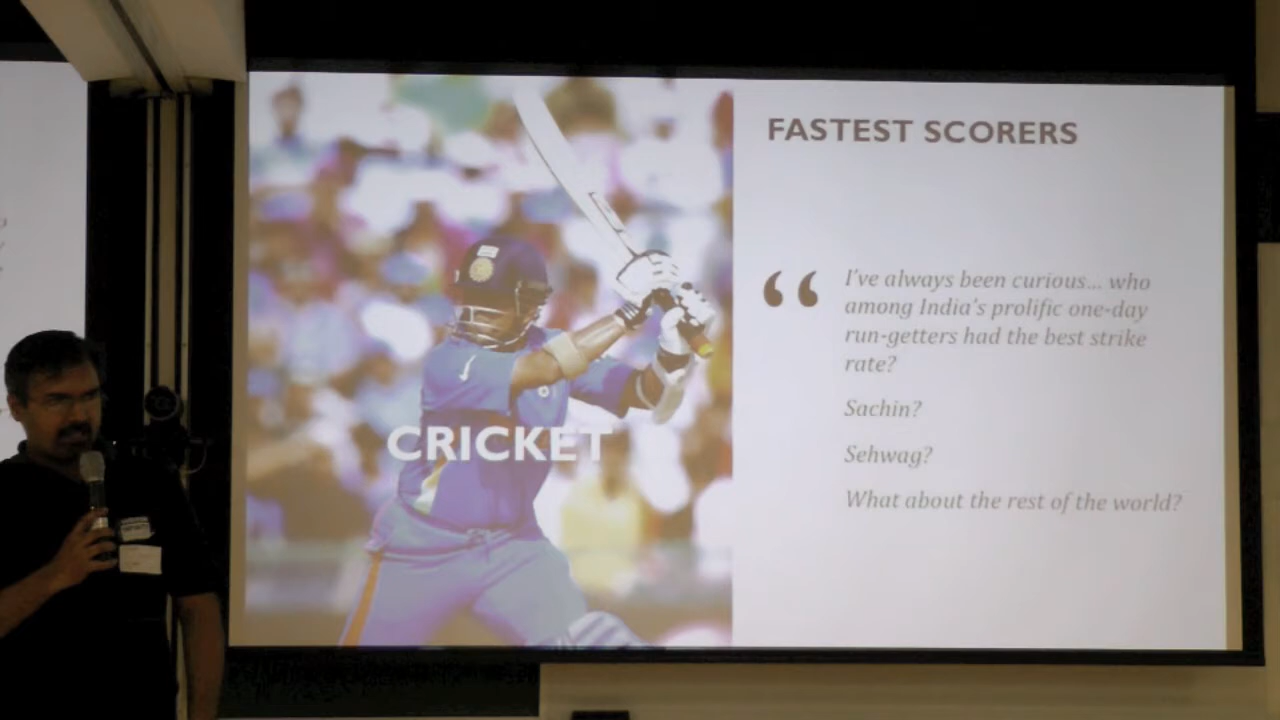 FASTEST SCORERS
“
I've always been curious... who
among India's prolific one-day
run-getters had the best strike
rate?
Sachin?
Sehwag?
What about the rest of the world?
CRICKET